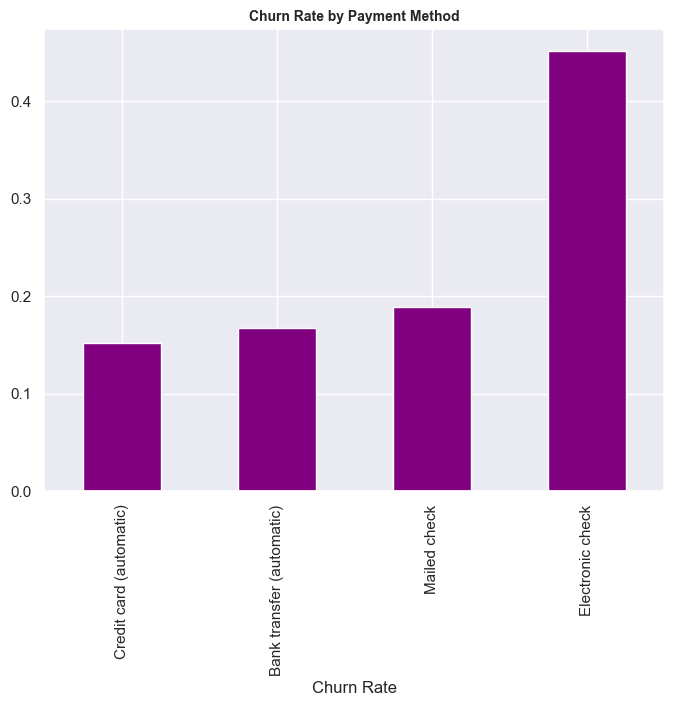 Churn Rate by Payment Method
0.4
0.3
0.2
0.1
0.0
Credit card (automatic)
Bank transfer (automatic)
Mailed check
Electronic check
Churn Rate